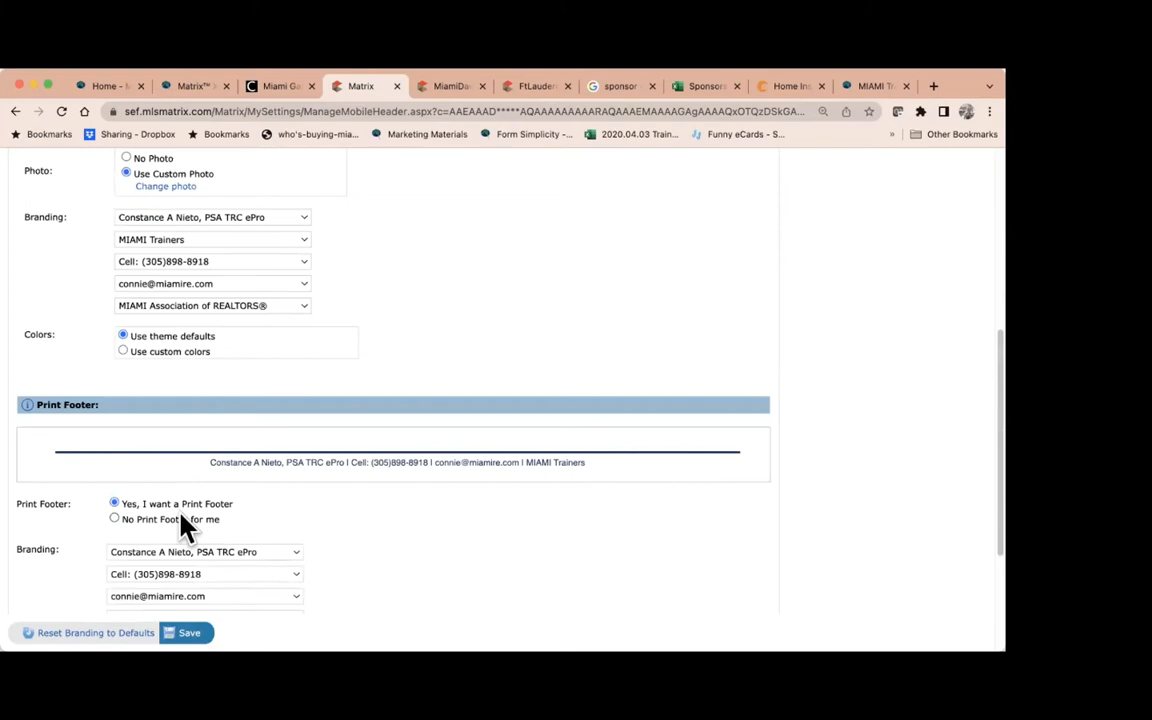 Home - M
Matrix™
Miami Ga
Matrix
MiamiDa
FtLauder
sponsor
Sponsors
Home Ins
MIAMI Tr
sef.mlsmatrix.com/Matrix/MySettings/ManageMobileHeader.aspx?c=AAEAAAD*****AQAAAAAAAAARAQAAAEMAAAAGAgAAAAQxOTQzDSkGA...
Bookmarks
Sharing - Dropbox
Bookmarks
who's-buying-mia...
Marketing Materials
Form Simplicity -...
2020.04.03 Train...
Funny eCards - S...
»
Other Bookmarks
Photo:
No Photo
Use Custom Photo
Change photo
Branding:
Constance A Nieto, PSA TRC ePro
MIAMI Trainers
Cell: (305)898-8918
connie@miamire.com
MIAMI Association of REALTORS®
Colors:
Use theme defaults
Use custom colors
Print Footer:
Constance A Nieto, PSA TRC ePro | Cell: (305)898-8918 | connie@miamire.com | MIAMI Trainers
Print Footer:
Yes, I want a Print Footer
No Print Foot for me
Branding:
Constance A Nieto, PSA TRC ePro
Cell: (305)898-8918
connie@miamire.com
Reset Branding to Defaults
Save